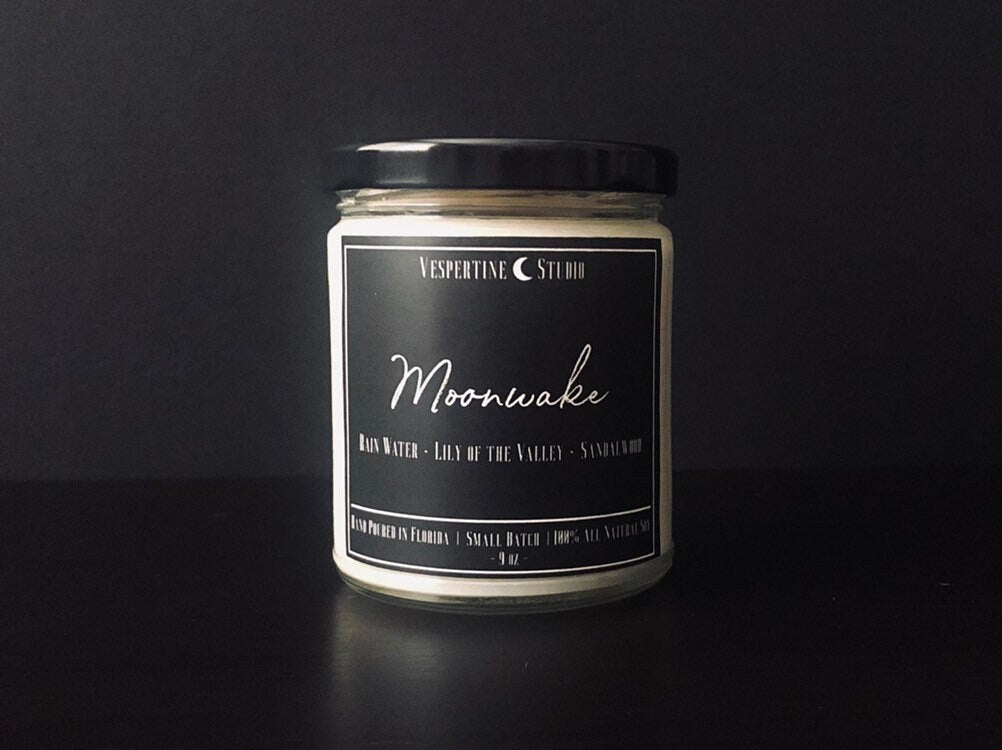 Vespertine Studio
Moonwake
Rain Water · Lily of the Valley · Sandalwood
Hand Poured in Florida | Small Batch | 100% All Natural Soy
- 9 oz -